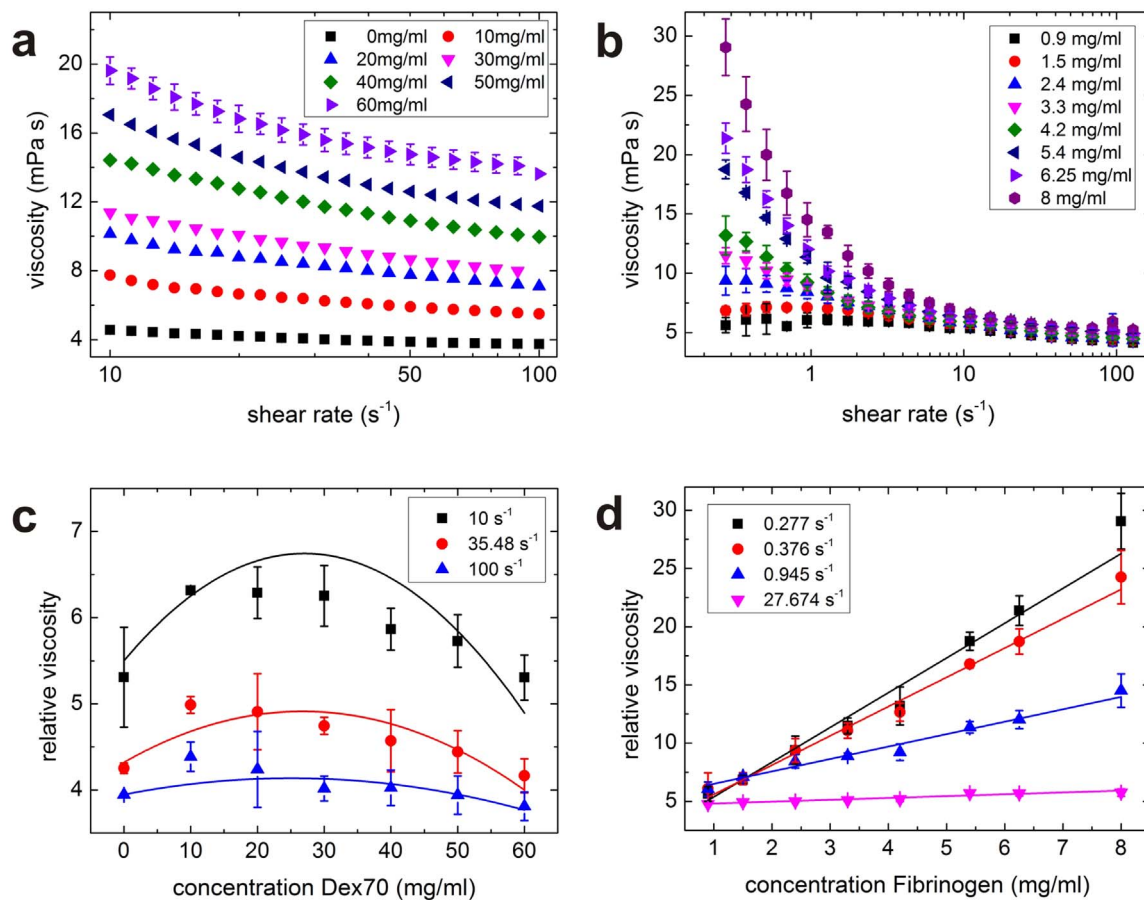 a
0mg/ml 10mg/ml
20mg/ml 30mg/ml
40mg/ml 50mg/ml
60mg/ml
viscosity (mPa s)
20
16
12
8
4
10 50 100
shear rate (s⁻¹)
b
0.9 mg/ml
1.5 mg/ml
2.4 mg/ml
3.3 mg/ml
4.2 mg/ml
5.4 mg/ml
6.25 mg/ml
8 mg/ml
viscosity (mPa s)
30
25
20
15
10
5
1 10 100
shear rate (s⁻¹)
c
10 s⁻¹
35.48 s⁻¹
100 s⁻¹
relative viscosity
7
6
5
4
0 10 20 30 40 50 60
concentration Dex70 (mg/ml)
d
0.277 s⁻¹
0.376 s⁻¹
0.945 s⁻¹
27.674 s⁻¹
relative viscosity
30
25
20
15
10
5
1 2 3 4 5 6 7 8
concentration Fibrinogen (mg/ml)